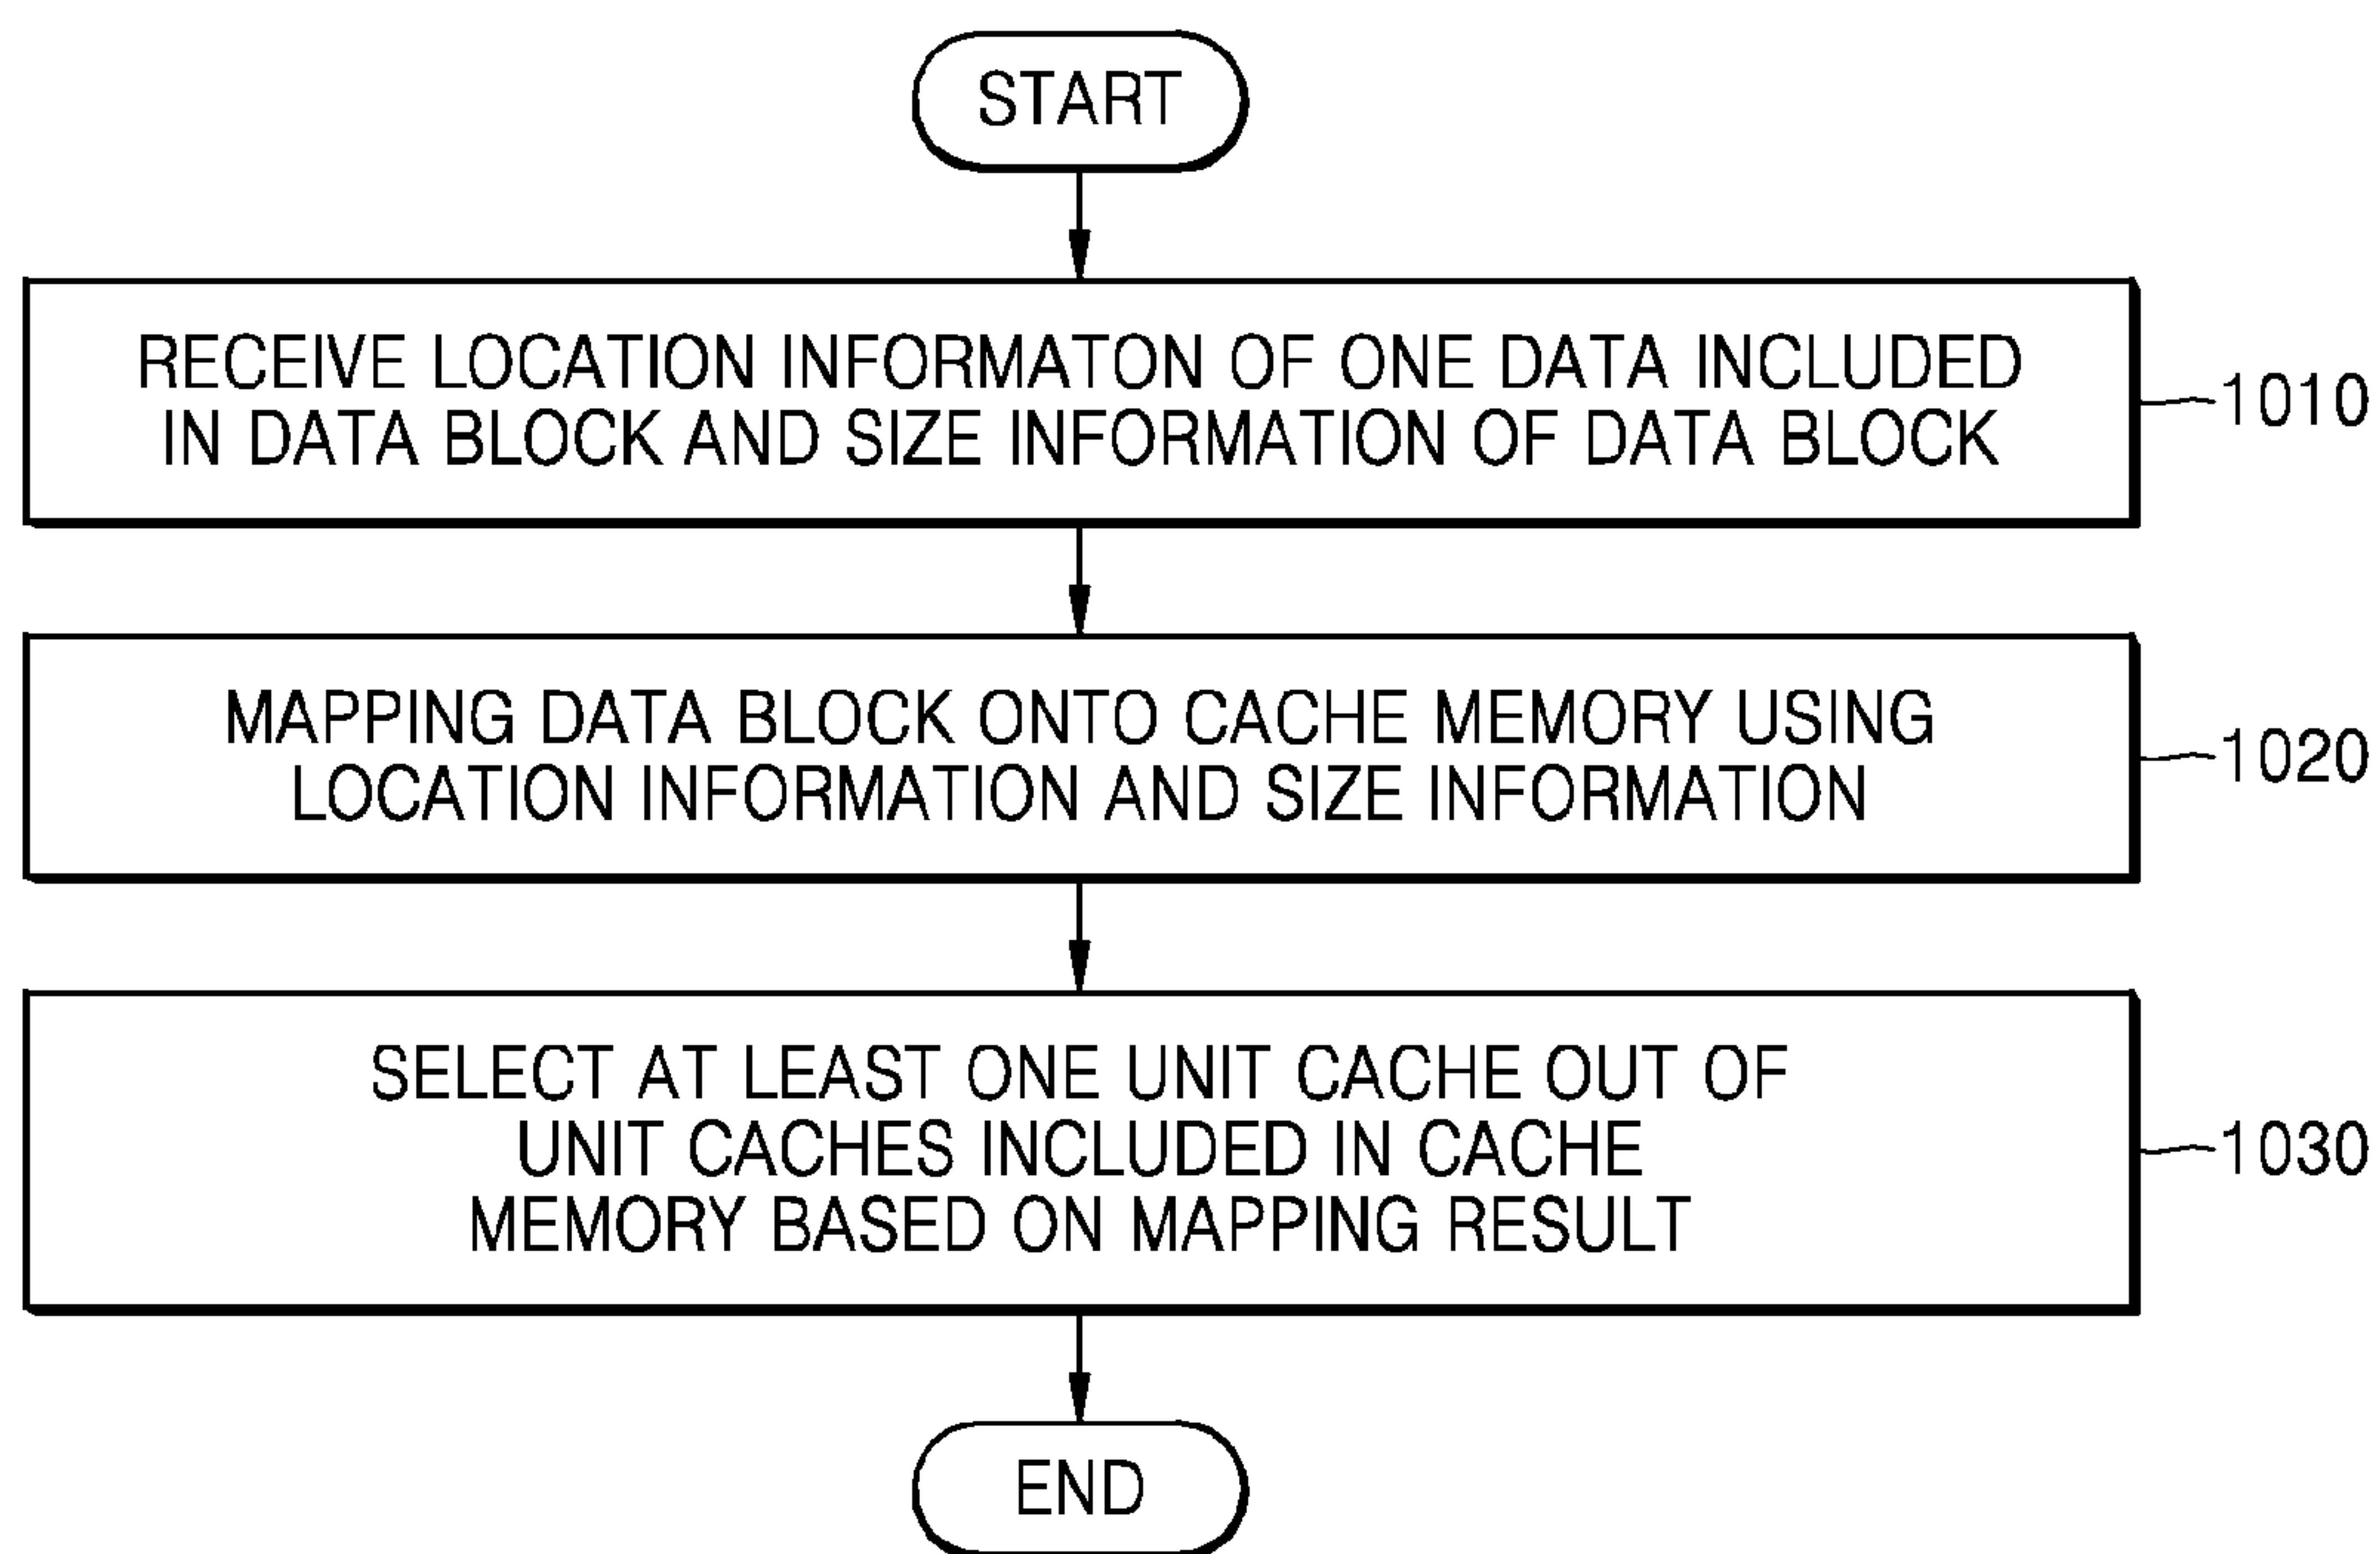 START
RECEIVE LOCATION INFORMATON OF ONE DATA INCLUDED
IN DATA BLOCK AND SIZE INFORMATION OF DATA BLOCK
1010
MAPPING DATA BLOCK ONTO CACHE MEMORY USING
LOCATION INFORMATION AND SIZE INFORMATION
1020
SELECT AT LEAST ONE UNIT CACHE OUT OF
UNIT CACHES INCLUDED IN CACHE
MEMORY BASED ON MAPPING RESULT
1030
END